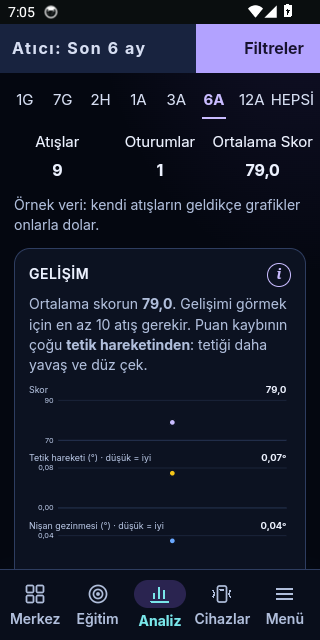 7:05
Atıcı: Son 6 ay
Filtreler
1G 7G 2H 1A 3A 6A 12A HEPSİ
Atışlar Oturumlar Ortalama Skor
9 1 79,0
Örnek veri: kendi atışların geldikçe grafikler
onlarla dolar.
GELİŞİM
i
Ortalama skorun 79,0. Gelişimi görmek
için en az 10 atış gerekir. Puan kaybının
çoğu tetik hareketinden: tetiği daha
yavaş ve düz çek.
Skor 79,0
90
70
Tetik hareketi (°) · düşük = iyi 0,07°
0,08
0,00
Nişan gezinmesi (°) · düşük = iyi 0,04°
0,04
Merkez Eğitim Analiz Cihazlar Menü